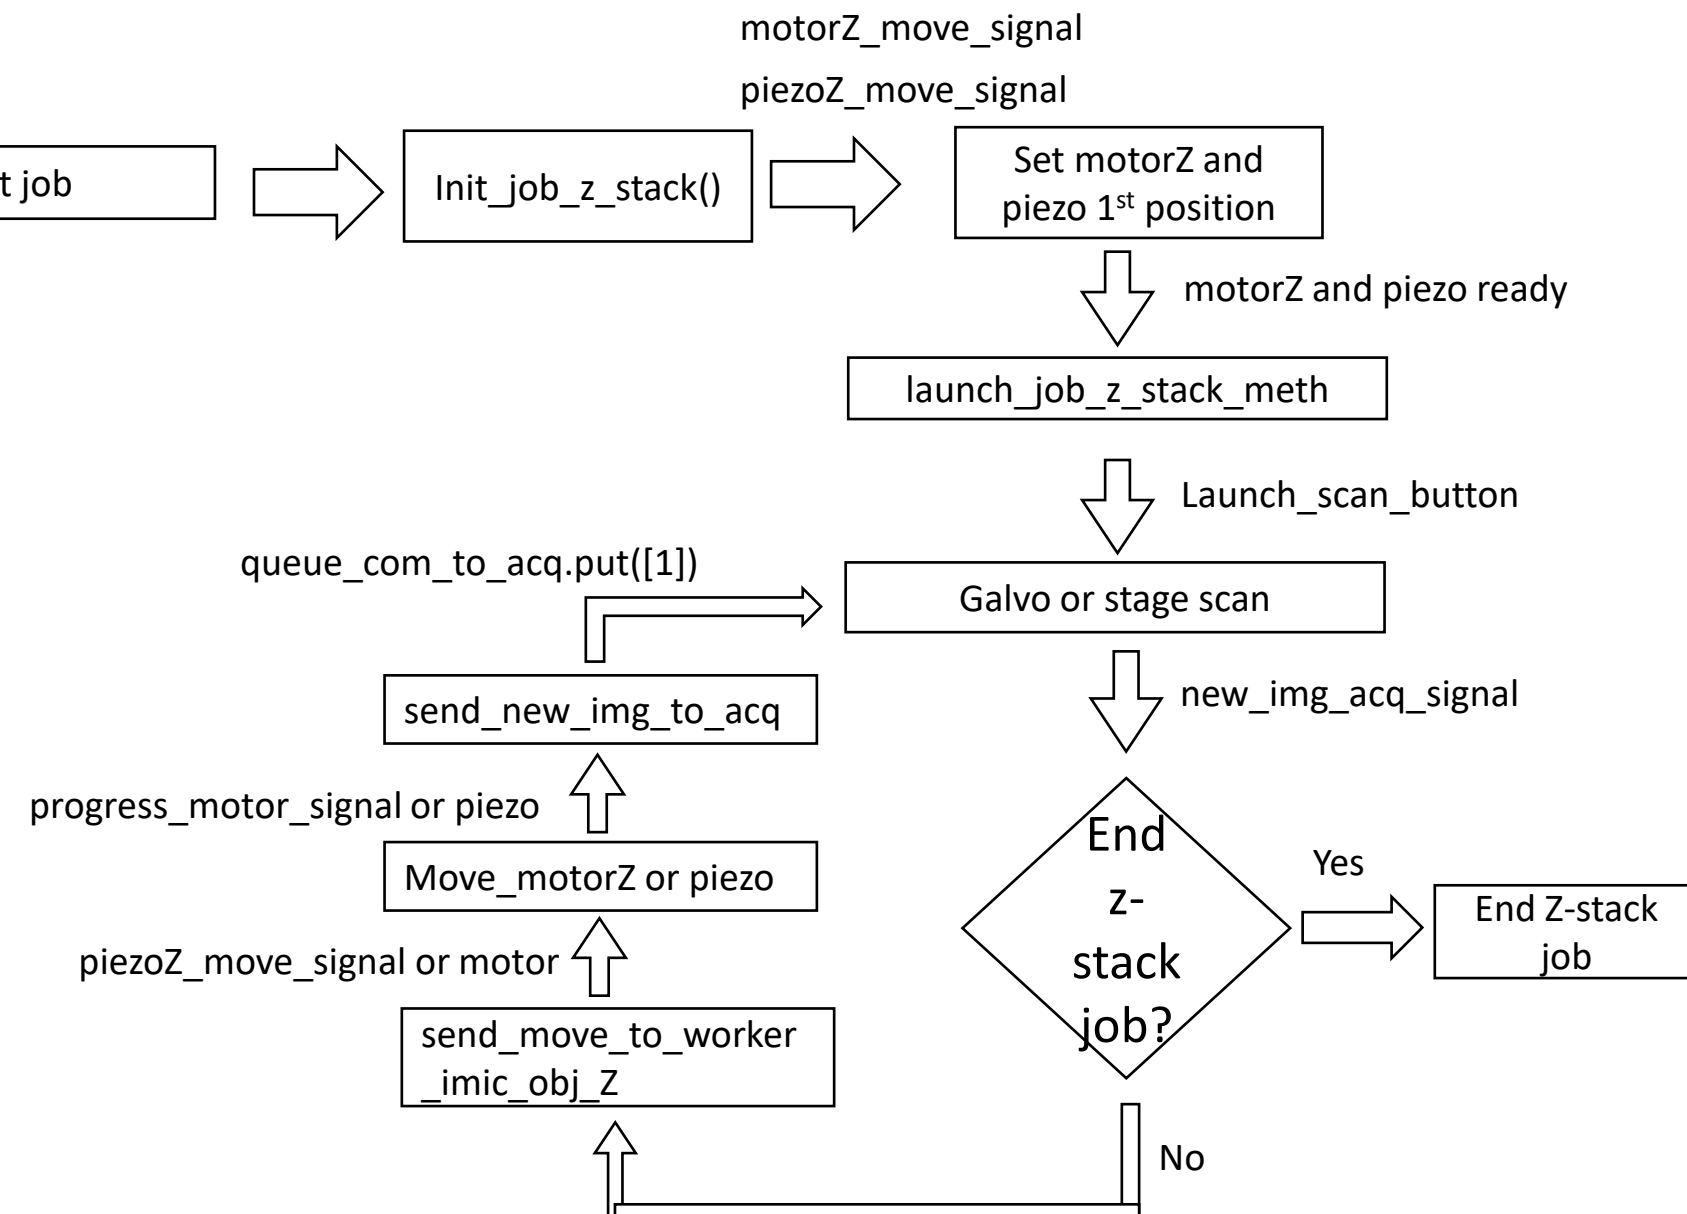 motorZ_move_signal
piezoZ_move_signal
t job
Init_job_z_stack()
Set motorZ and
piezo 1st position
motorZ and piezo ready
launch_job_z_stack_meth
Launch_scan_button
queue_com_to_acq.put([1])
Galvo or stage scan
send_new_img_to_acq
new_img_acq_signal
progress_motor_signal or piezo
End
z-
stack
job?
Yes
Move_motorZ or piezo
End Z-stack
job
piezoZ_move_signal or motor
send_move_to_worker
_imic_obj_Z
No